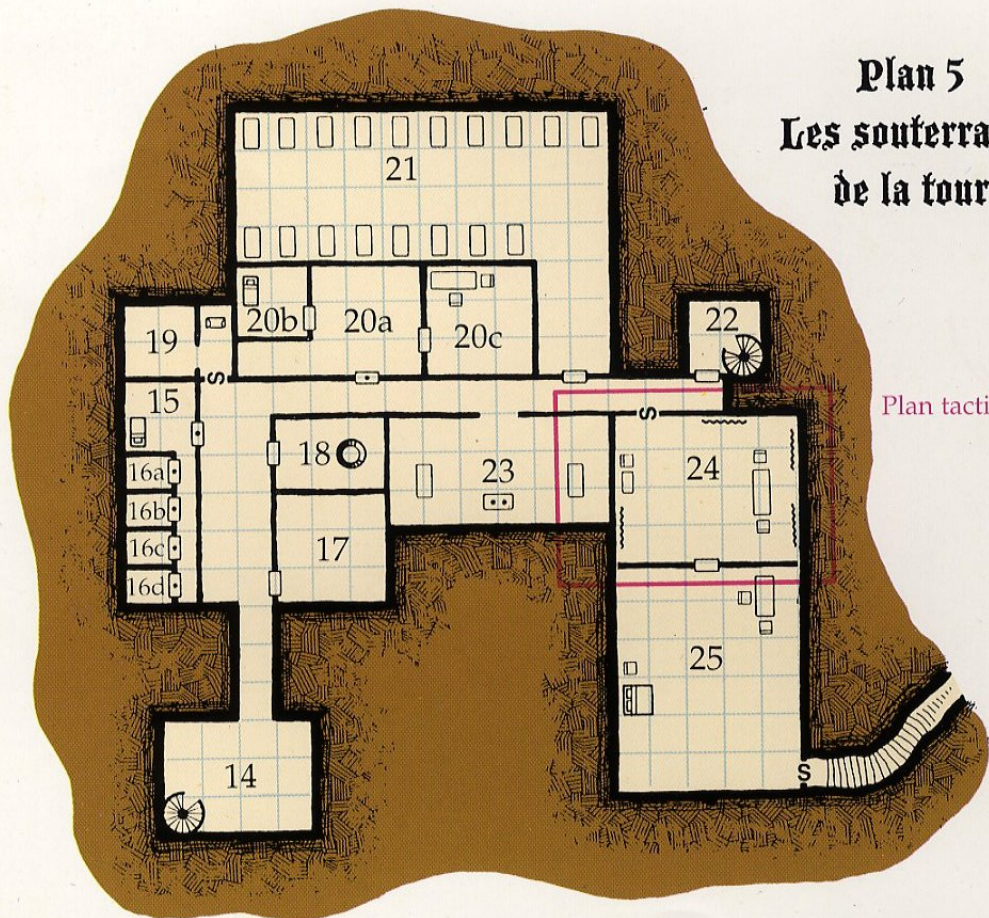 Plan 5
Les souterra
de la tour
21
22
19
20b
20a
20c
S
15
S
Plan tacti
18
23
24
16a
16b
16c
17
16d
25
14
S